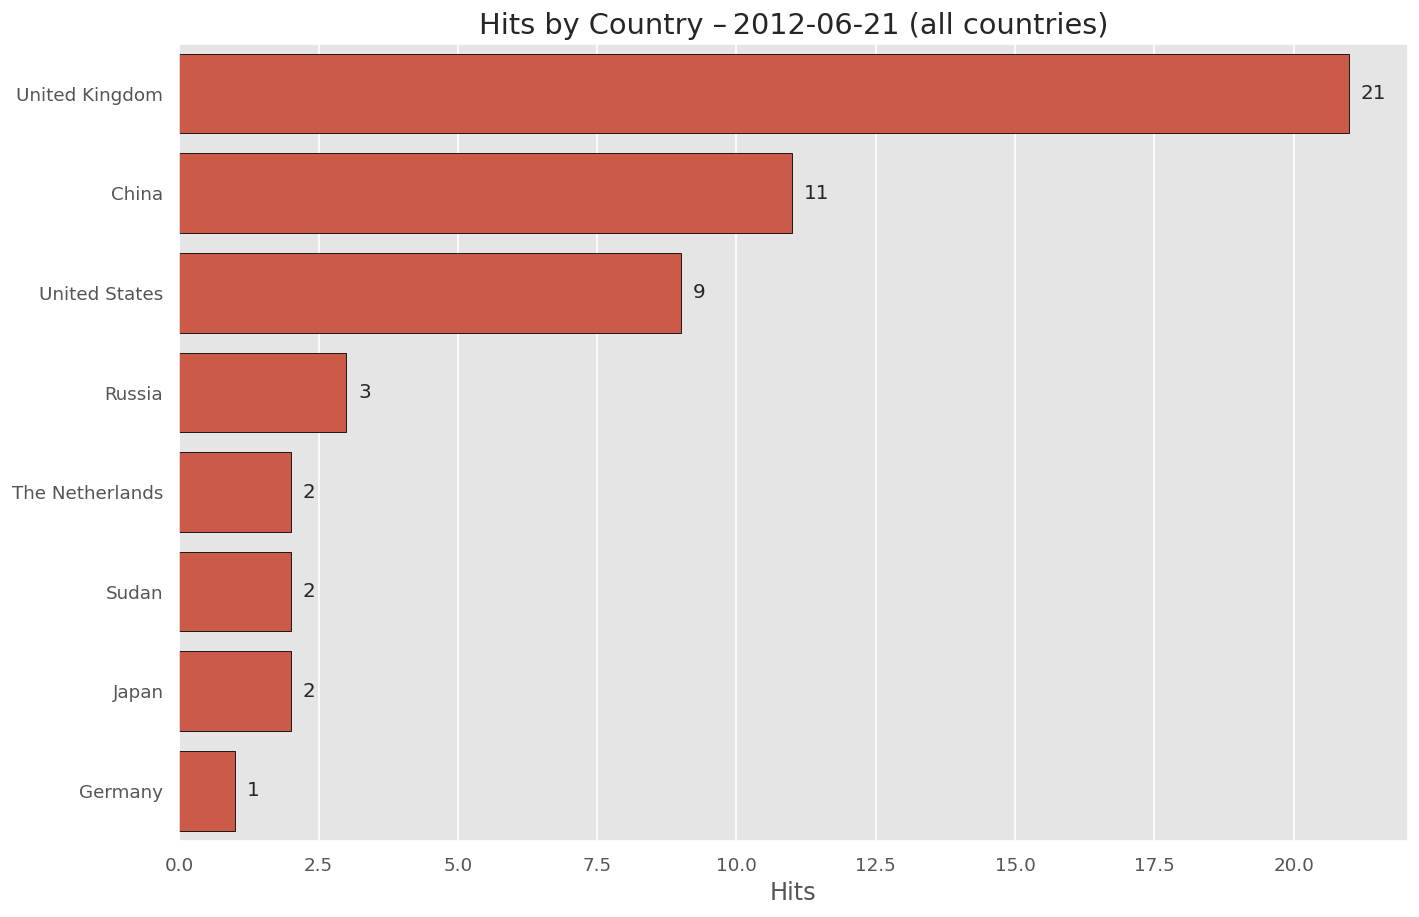 Hits by Country – 2012-06-21 (all countries)
United Kingdom 21
China 11
United States 9
Russia 3
The Netherlands 2
Sudan 2
Japan 2
Germany 1
0.0 2.5 5.0 7.5 10.0 12.5 15.0 17.5 20.0
Hits